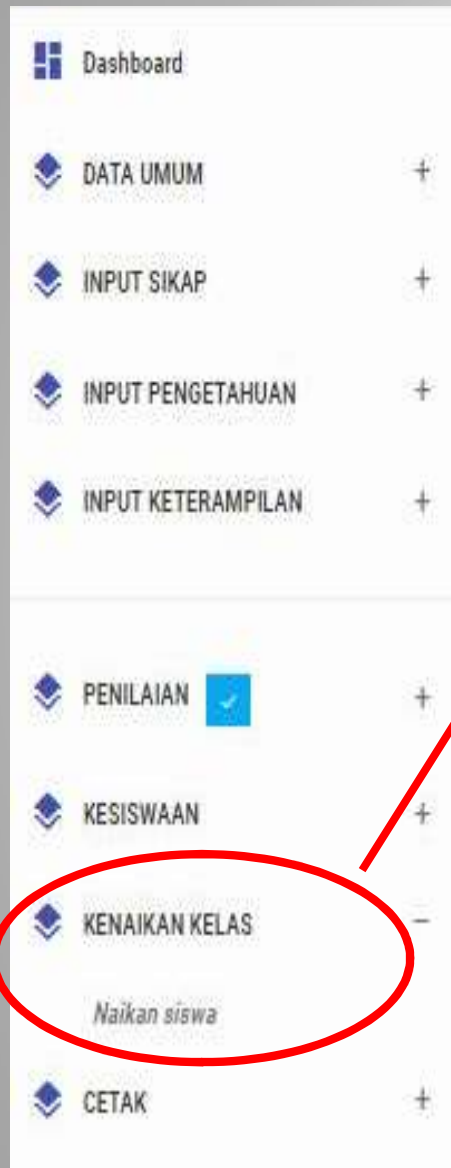 Dashboard
DATA UMUM +
INPUT SIKAP +
INPUT PENGETAHUAN +
INPUT KETERAMPILAN +
PENILAIAN +
KESISWAAN +
KENAIKAN KELAS -
Naikan siswa
CETAK +